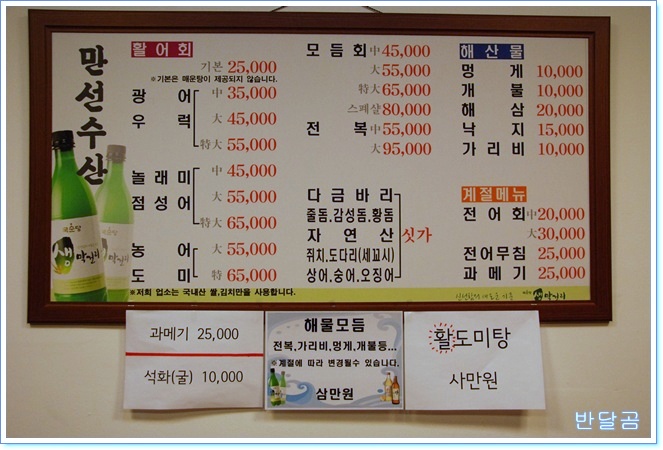 만선수산
활어회
기본 25,000
※기본은 매운탕이 제공되지 않습니다.
광어 中 35,000
우럭 大 45,000
特大 55,000
놀래미 中 45,000
점성어 大 55,000
特大 65,000
농어 大 55,000
도미 特 65,000
※저희 업소는 국내산 쌀,김치만을 사용합니다.
모듬회 中 45,000
大 55,000
特大 65,000
스페샬 80,000
전복 中 55,000
大 95,000
다금바리
줄돔.감성돔.황동
자연산 싯가
쥐치.도다리(세꼬시)
상어.숭어.오징어
해산물
멍게 10,000
개불 10,000
해삼 20,000
낙지 15,000
가리비 10,000
계절메뉴
전어회 中 20,000
大 30,000
전어무침 25,000
과메기 25,000
생막걸리
생막걸리
과메기 25,000
석화(굴) 10,000
해물모듬
전복.가리비.멍게.개불등...
※계절에 따라 변경될수 있습니다.
삼만원
활도미탕
사만원
반달곰